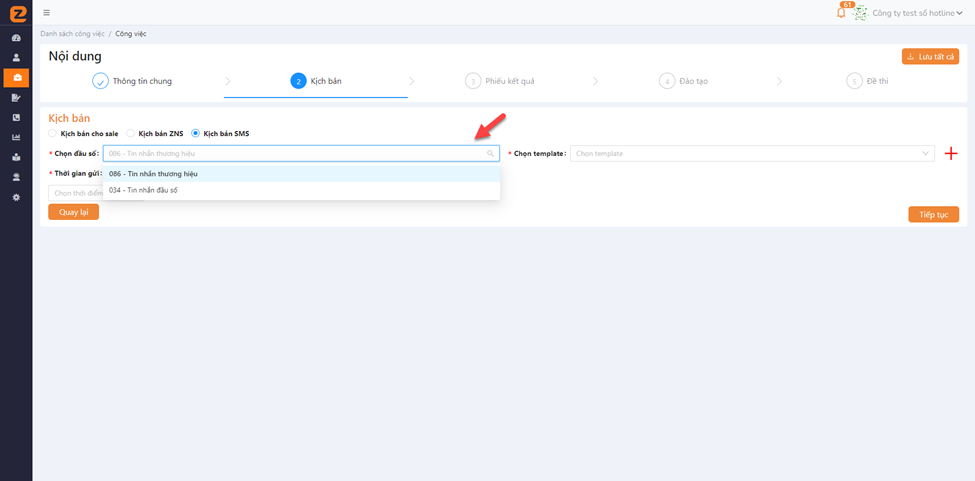 61
Công ty test số hotline
Danh sách công việc / Công việc
Nội dung
Lưu tất cả
Thông tin chung
2 Kịch bản
3 Phiếu kết quả
4 Đào tạo
5 Đề thi
Kịch bản
Kịch bản cho sale Kịch bản ZNS Kịch bản SMS
* Chọn đầu số: 086 - Tin nhắn thương hiệu * Chọn template: Chọn template
* Thời gian gửi: 086 - Tin nhắn thương hiệu
Chọn thời điểm 034 - Tin nhắn đầu số
Quay lại
Tiếp tục